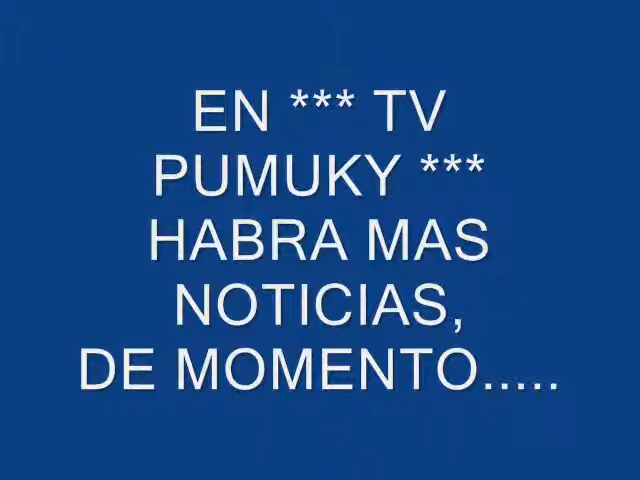 EN *** TV
PUMUKY ***
HABRA MAS
NOTICIAS,
DE MOMENTO.....